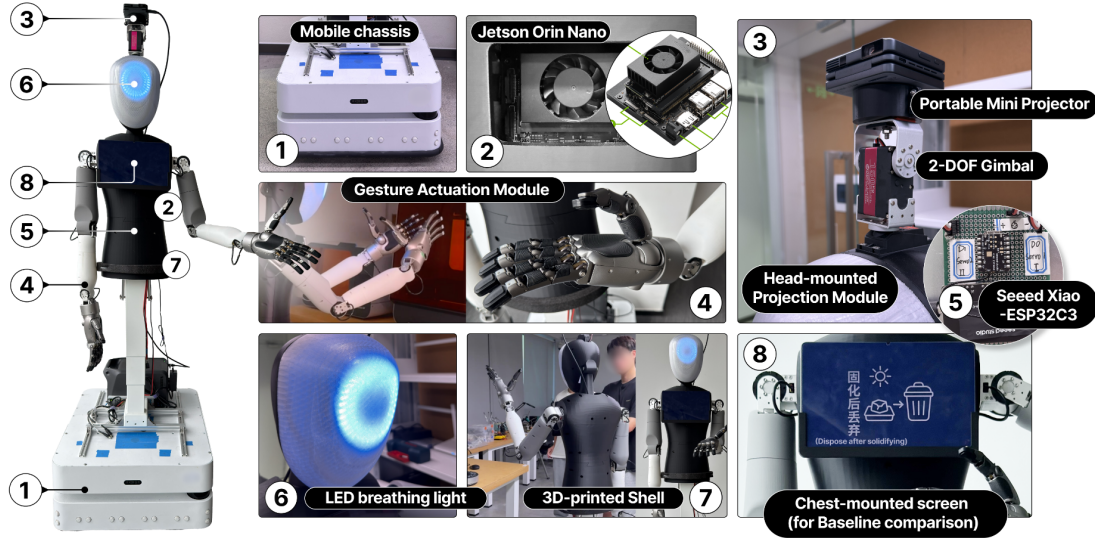 3
6
8
2
5
7
4
1
Mobile chassis
1
Jetson Orin Nano
2
3
Portable Mini Projector
2-DOF Gimbal
Head-mounted
Projection Module
5
Seeed Xiao
-ESP32C3
Gesture Actuation Module
4
6
LED breathing light
3D-printed Shell
7
8
固化后丢弃
(Dispose after solidifying)
Chest-mounted screen
(for Baseline comparison)